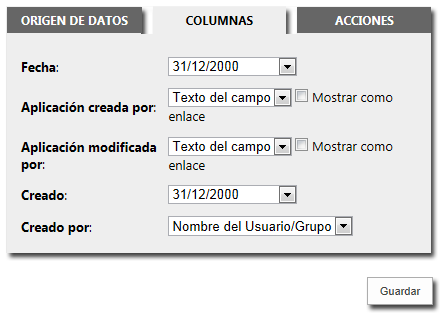 ORIGEN DE DATOS COLUMNAS ACCIONES
Fecha: 31/12/2000
Aplicación creada por: Texto del campo Mostrar como
enlace
Aplicación modificada Texto del campo Mostrar como
por: enlace
Creado: 31/12/2000
Creado por: Nombre del Usuario/Grupo
Guardar